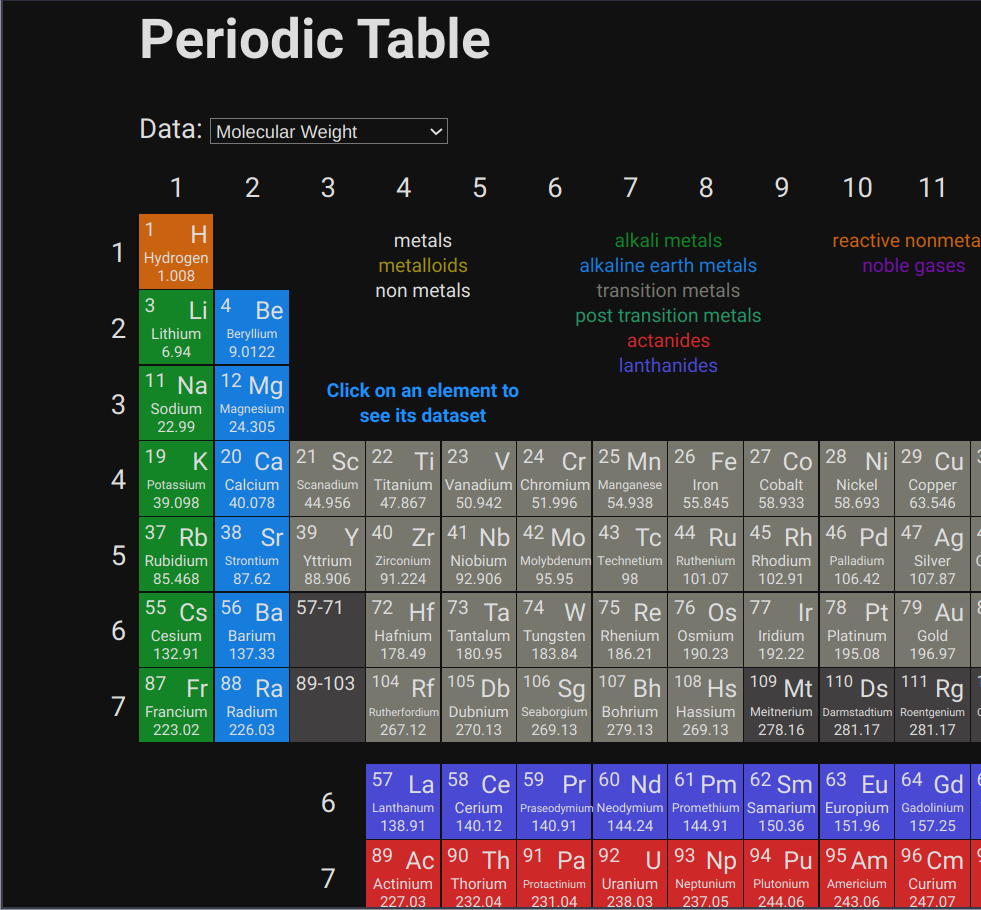 Periodic Table
Data: Molecular Weight
1 2 3 4 5 6 7 8 9 10 11
1
1 H
Hydrogen
1.008
metals
metalloids
non metals
alkali metals
alkaline earth metals
transition metals
post transition metals
actanides
lanthanides
reactive nonmeta
noble gases
2
3 Li 4 Be
Lithium Beryllium
6.94 9.0122
3
11 Na 12 Mg
Sodium Magnesium
22.99 24.305
Click on an element to
see its dataset
4
19 K 20 Ca 21 Sc 22 Ti 23 V 24 Cr 25 Mn 26 Fe 27 Co 28 Ni 29 Cu
Potassium Calcium Scanadium Titanium Vanadium Chromium Manganese Iron Cobalt Nickel Copper
39.098 40.078 44.956 47.867 50.942 51.996 54.938 55.845 58.933 58.693 63.546
5
37 Rb 38 Sr 39 Y 40 Zr 41 Nb 42 Mo 43 Tc 44 Ru 45 Rh 46 Pd 47 Ag
Rubidium Strontium Yttrium Zirconium Niobium Molybdenum Technetium Ruthenium Rhodium Palladium Silver
85.468 87.62 88.906 91.224 92.906 95.95 98 101.07 102.91 106.42 107.87
6
55 Cs 56 Ba 57-71 72 Hf 73 Ta 74 W 75 Re 76 Os 77 Ir 78 Pt 79 Au
Cesium Barium Hafnium Tantalum Tungsten Rhenium Osmium Iridium Platinum Gold
132.91 137.33 178.49 180.95 183.84 186.21 190.23 192.22 195.08 196.97
7
87 Fr 88 Ra 89-103 104 Rf 105 Db 106 Sg 107 Bh 108 Hs 109 Mt 110 Ds 111 Rg
Francium Radium Rutherfordium Dubnium Seaborgium Bohrium Hassium Meitnerium Darmstadtium Roentgenium
223.02 226.03 267.12 270.13 269.13 279.13 269.13 278.16 281.17 281.17
6
57 La 58 Ce 59 Pr 60 Nd 61 Pm 62 Sm 63 Eu 64 Gd
Lanthanum Cerium Praseodymium Neodymium Promethium Samarium Europium Gadolinium
138.91 140.12 140.91 144.24 144.91 150.36 151.96 157.25
7
89 Ac 90 Th 91 Pa 92 U 93 Np 94 Pu 95 Am 96 Cm
Actinium Thorium Protactinium Uranium Neptunium Plutonium Americium Curium
227.03 232.04 231.04 238.03 237.05 244.06 243.06 247.07